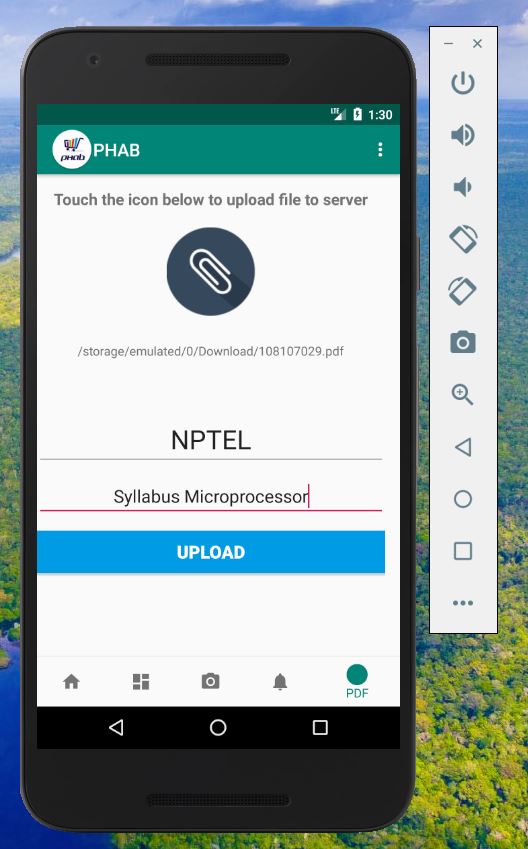 LTE 1:30
PHAB PHAB
Touch the icon below to upload file to server
/storage/emulated/0/Download/108107029.pdf
NPTEL
Syllabus Microprocessor
UPLOAD
PDF